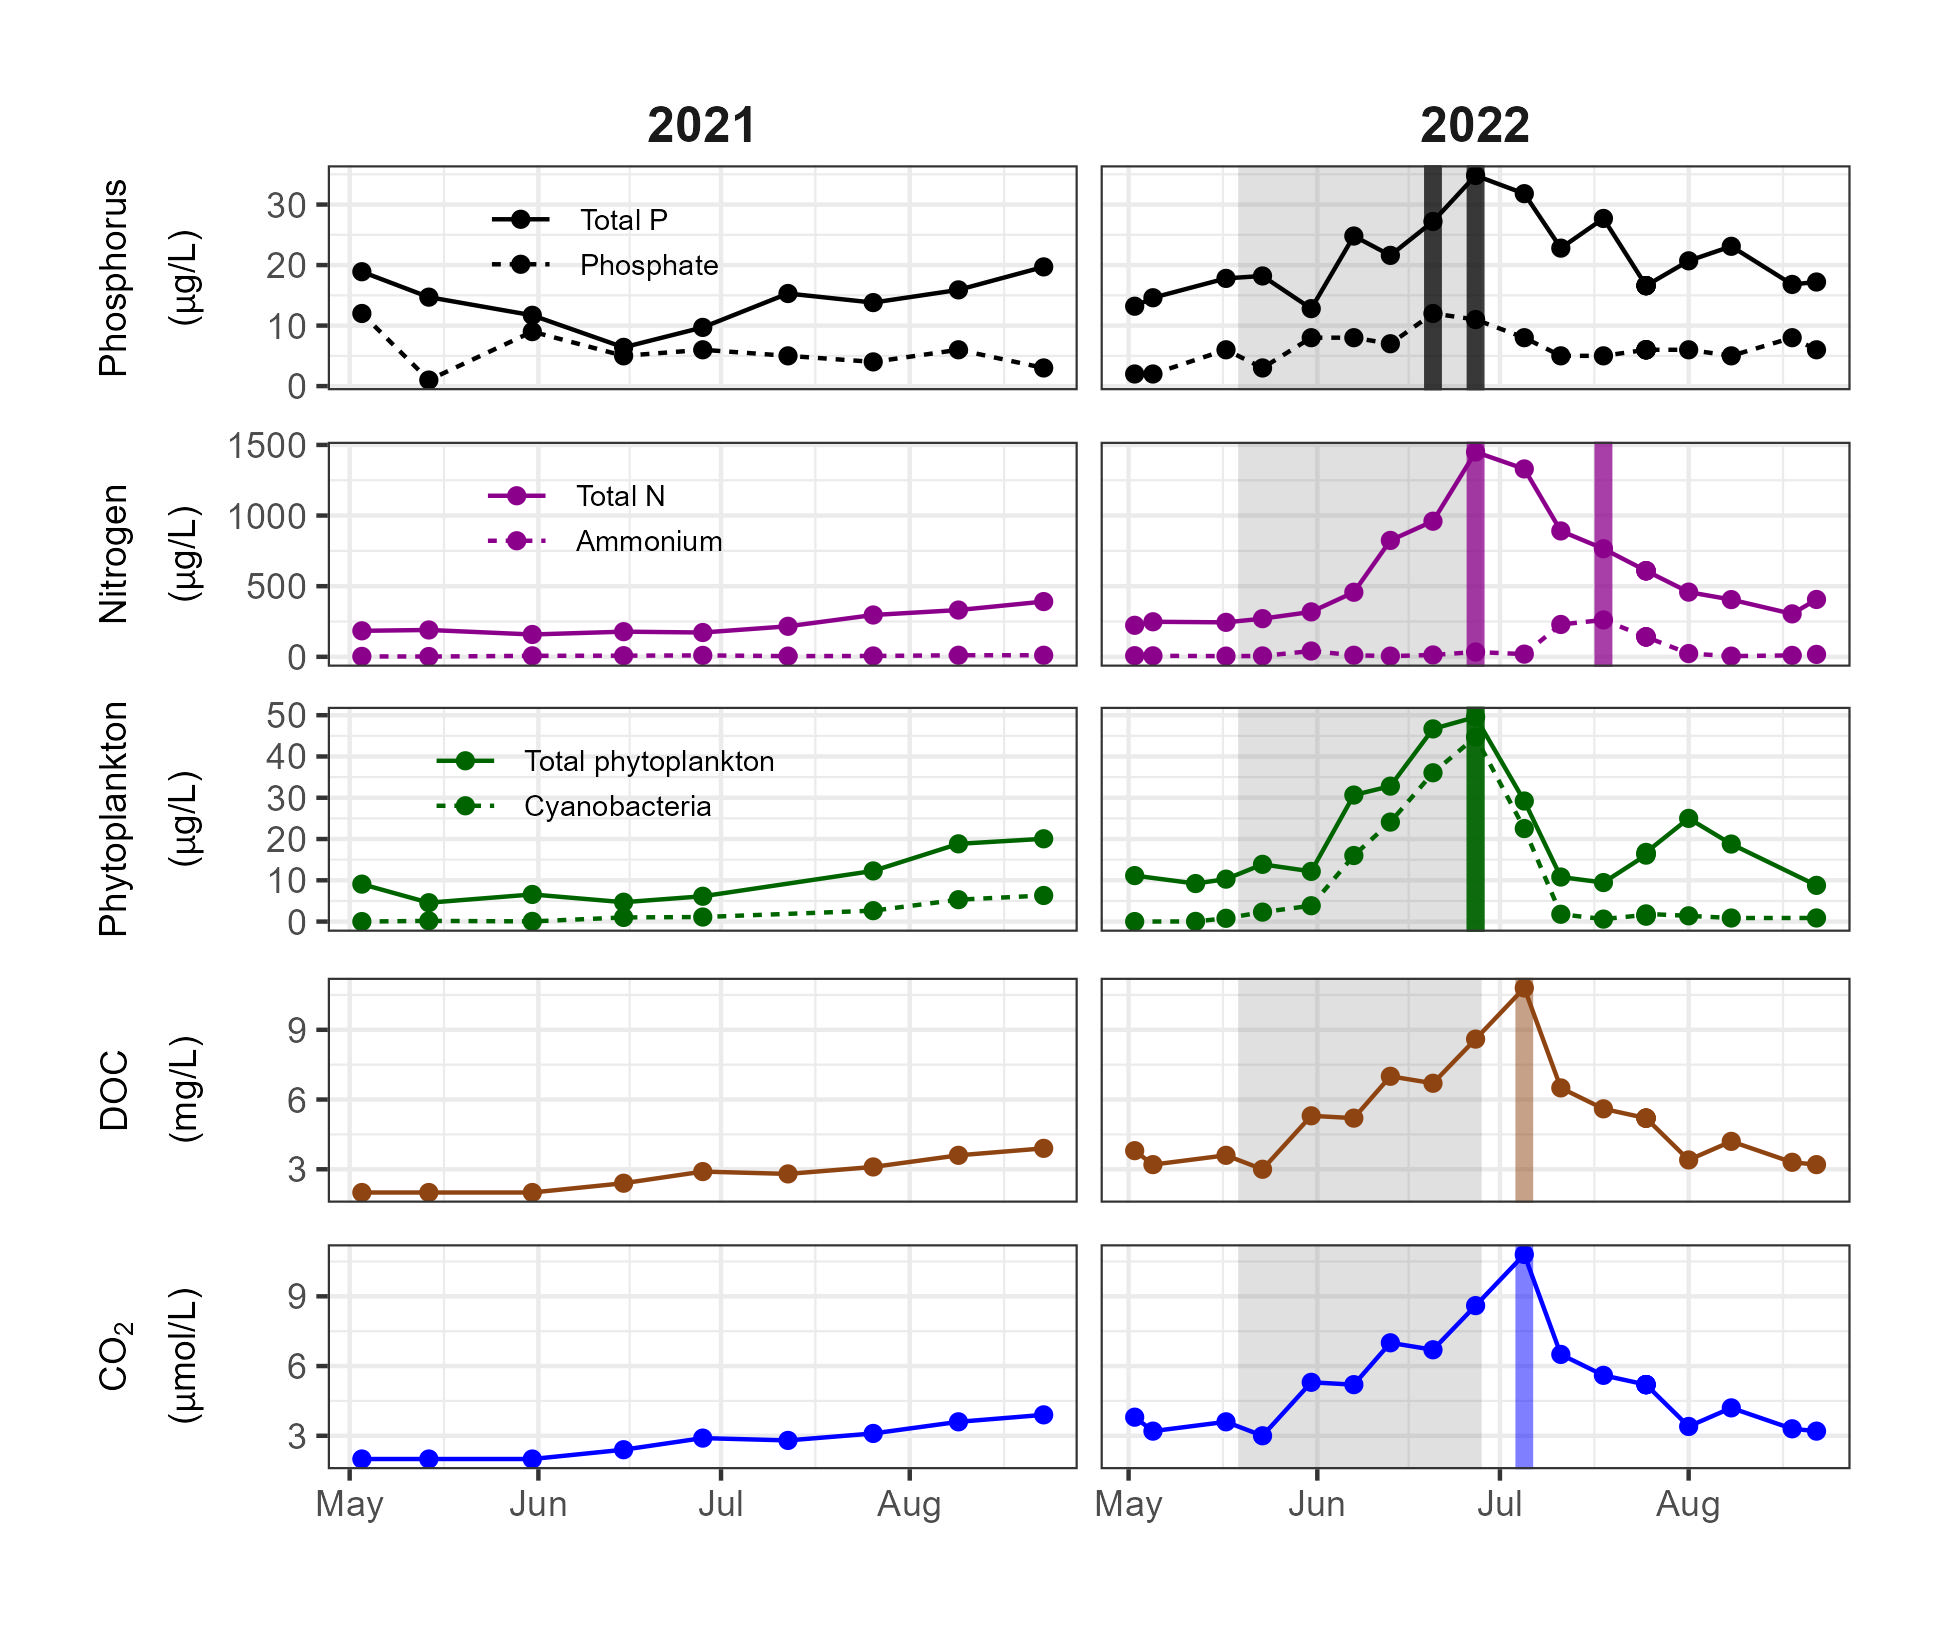 2021
2022
Phosphorus
(µg/L)
30
20
10
0
Total P
Phosphate
Nitrogen
(µg/L)
1500
1000
500
0
Total N
Ammonium
Phytoplankton
(µg/L)
50
40
30
20
10
0
Total phytoplankton
Cyanobacteria
DOC
(mg/L)
9
6
3
CO₂
(µmol/L)
9
6
3
May
Jun
Jul
Aug
May
Jun
Jul
Aug